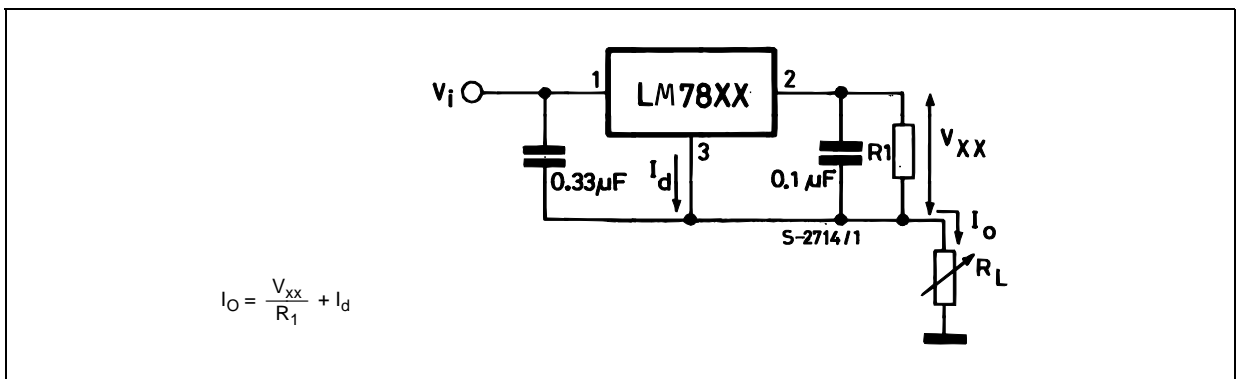 1 LM78XX 2
Vi
3
Id
0.33µF
0.1µF
R1
VXX
S-2714/1
Io
RL
IO = Vxx / R1 + Id